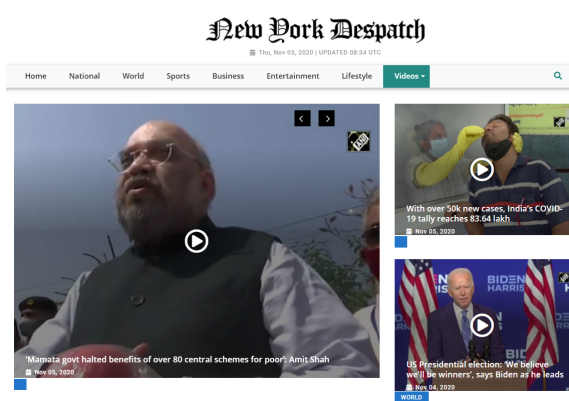 New York Despatch
Thu, Nov 05, 2020 | UPDATED 08:34 UTC
Home National World Sports Business Entertainment Lifestyle Videos
ANI
'Mamata govt halted benefits of over 80 central schemes for poor': Amit Shah
Nov 05, 2020
With over 50k new cases, India's COVID-
19 tally reaches 83.64 lakh
Nov 05, 2020
BIDEN
HARRIS
US Presidential election: 'We believe
we'll be winners', says Biden as he leads
Nov 04, 2020
WORLD